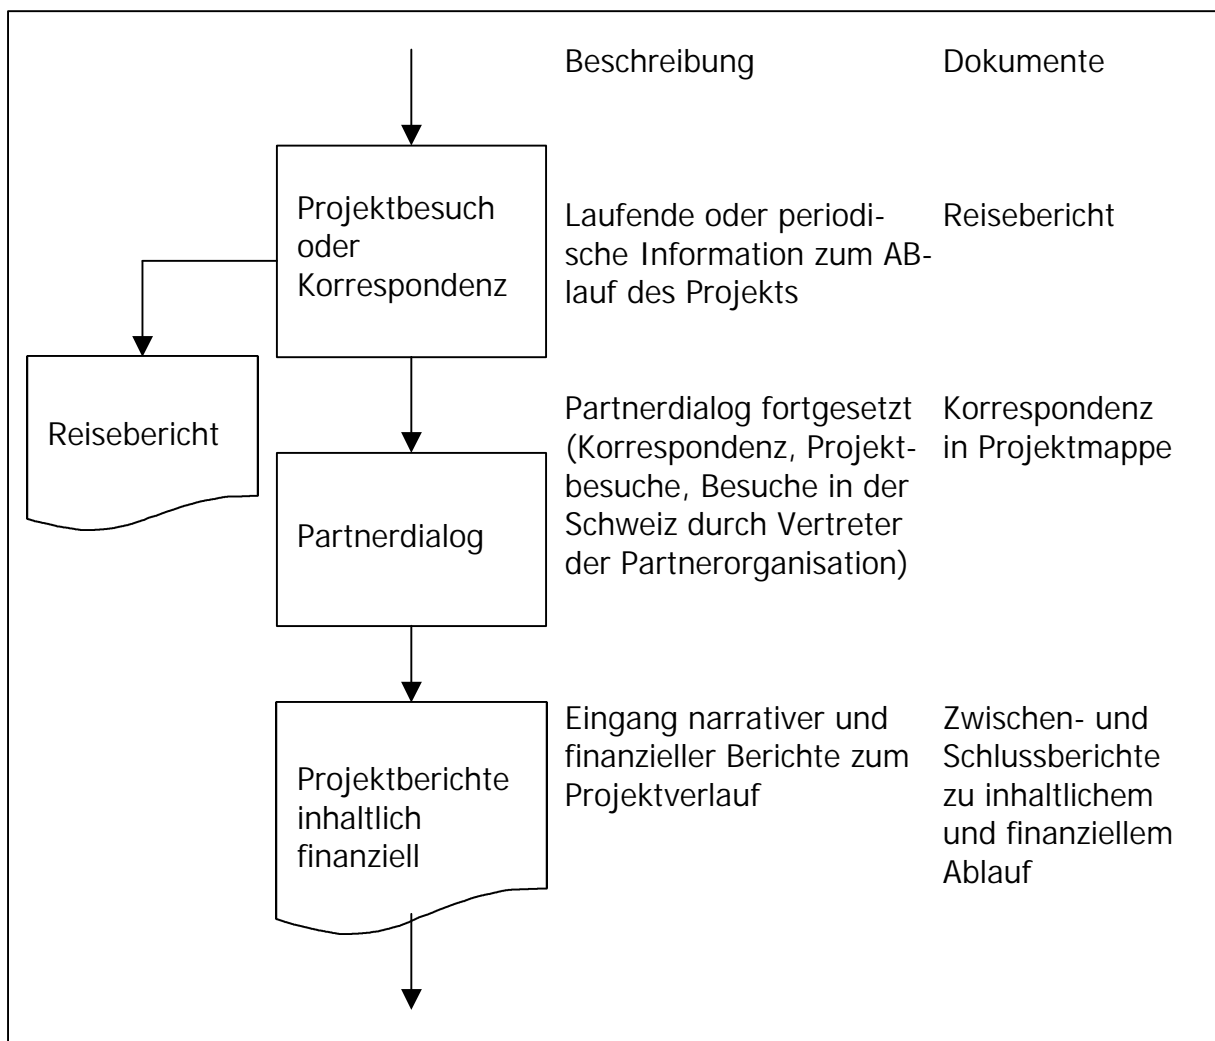 Beschreibung
Dokumente
Projektbesuch
oder
Korrespondenz
Laufende oder periodi-
sche Information zum AB-
lauf des Projekts
Reisebericht
Reisebericht
Partnerdialog
Partnerdialog fortgesetzt
(Korrespondenz, Projekt-
besuche, Besuche in der
Schweiz durch Vertreter
der Partnerorganisation)
Korrespondenz
in Projektmappe
Projektberichte
inhaltlich
finanziell
Eingang narrativer und
finanzieller Berichte zum
Projektverlauf
Zwischen- und
Schlussberichte
zu inhaltlichem
und finanziellem
Ablauf